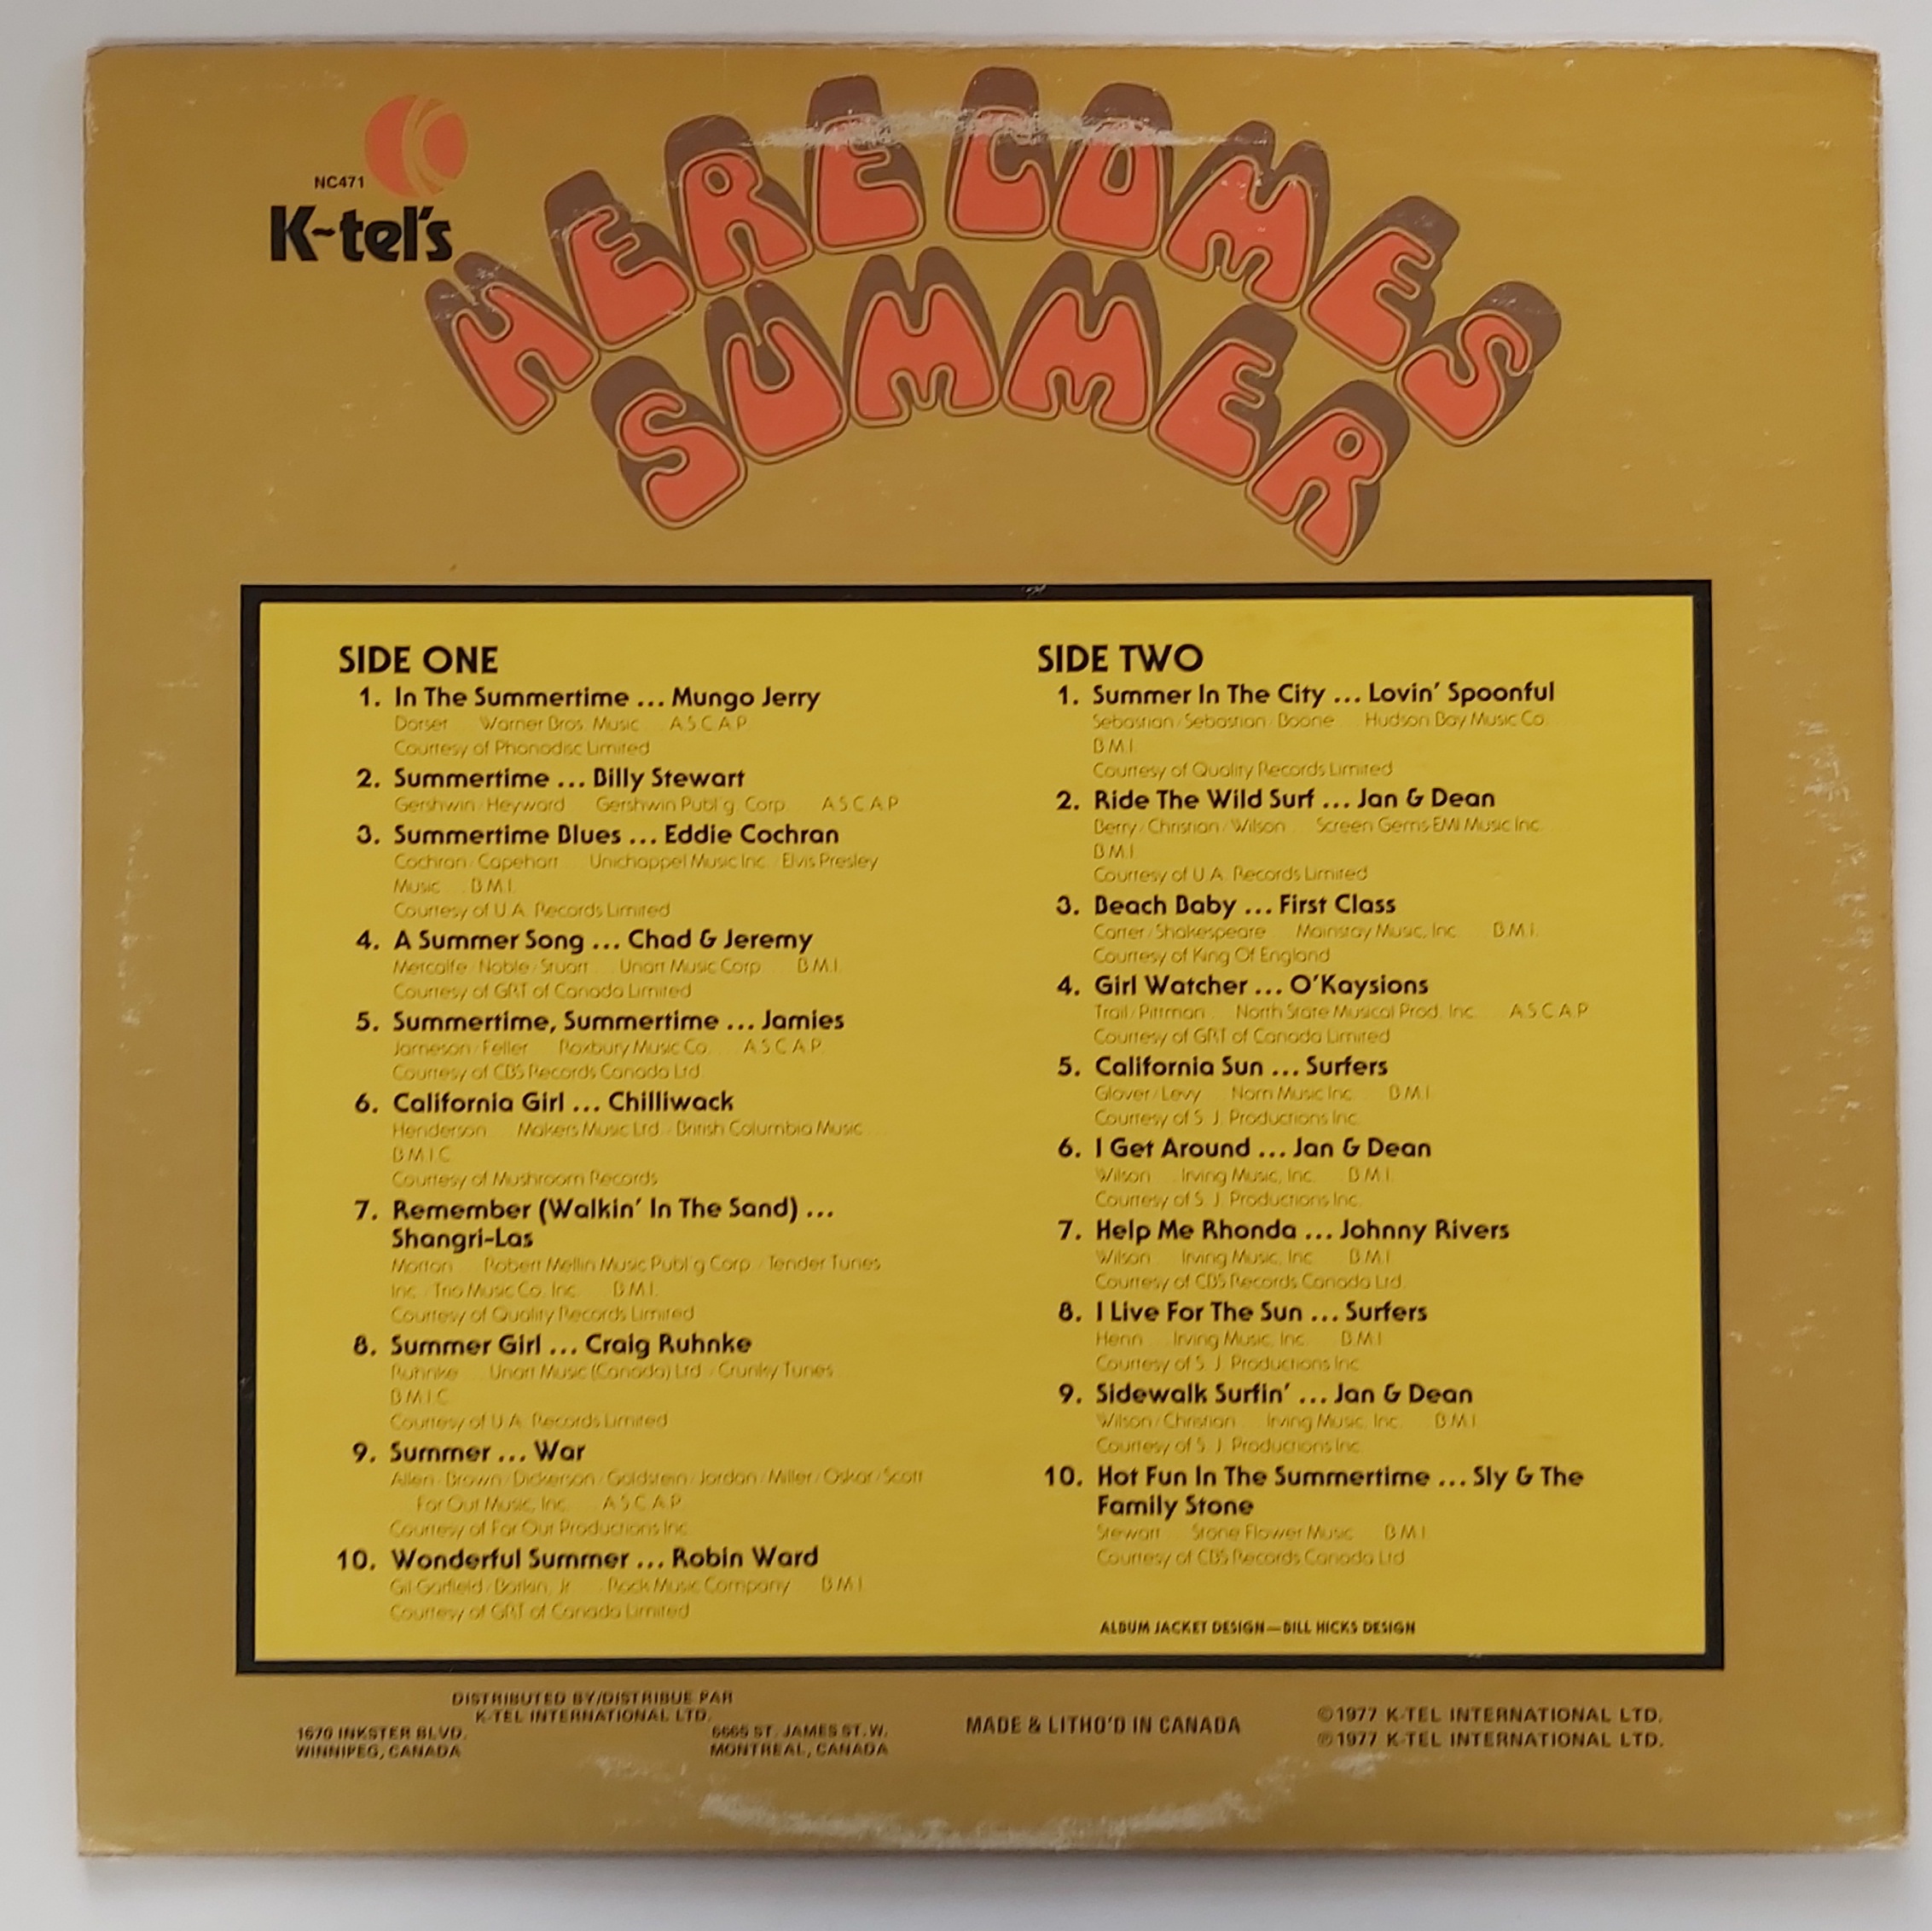 NC471
K-tel's
HERE COMES
SUMMER
SIDE ONE
1. In The Summertime ... Mungo Jerry
Dorset Warner Bros. Music A.S.C.A.P.
Courtesy of Phonodisc Limited
2. Summertime ... Billy Stewart
Gershwin/Heyward Gershwin Publ'g. Corp. A.S.C.A.P.
3. Summertime Blues ... Eddie Cochran
Cochran/Capehart Unichappel Music Inc./Elvis Presley
Music B.M.I.
Courtesy of U.A. Records Limited
4. A Summer Song ... Chad & Jeremy
Metcalfe/Noble/Stuart Unart Music Corp. B.M.I.
Courtesy of GRT of Canada Limited
5. Summertime, Summertime ... Jamies
Jameson/Feller Roxbury Music Co. A.S.C.A.P.
Courtesy of CBS Records Canada Ltd.
6. California Girl ... Chilliwack
Henderson Makers Music Ltd./British Columbia Music
B.M.I.C.
Courtesy of Mushroom Records
7. Remember (Walkin' In The Sand) ...
Shangri-Las
Morton Robert Mellin Music Publ'g Corp./Tender Tunes
Inc./Trio Music Co. Inc. B.M.I.
Courtesy of Quality Records Limited
8. Summer Girl ... Craig Ruhnke
Ruhnke Unart Music (Canada) Ltd./Crunky Tunes
B.M.I.C.
Courtesy of U.A. Records Limited
9. Summer ... War
Allen/Brown/Dickerson/Goldstein/Jordan/Miller/Oskar/Scott
Far Out Music, Inc. A.S.C.A.P.
Courtesy of Far Out Productions Inc.
10. Wonderful Summer ... Robin Ward
Gil Garfield/Botkin, Jr. Rock Music Company B.M.I.
Courtesy of GRT of Canada Limited
SIDE TWO
1. Summer In The City ... Lovin' Spoonful
Sebastian/Sebastian/Boone Hudson Bay Music Co.
B.M.I.
Courtesy of Quality Records Limited
2. Ride The Wild Surf ... Jan & Dean
Berry/Christian/Wilson Screen Gems-EMI Music Inc.
B.M.I.
Courtesy of U.A. Records Limited
3. Beach Baby ... First Class
Carter/Shakespeare Mainstay Music, Inc. B.M.I.
Courtesy of King Of England
4. Girl Watcher ... O'Kaysions
Trail/Pittman North State Musical Prod. Inc. A.S.C.A.P.
Courtesy of GRT of Canada Limited
5. California Sun ... Surfers
Glover/Levy Nom Music Inc. B.M.I.
Courtesy of S. J. Productions Inc.
6. I Get Around ... Jan & Dean
Wilson Irving Music, Inc. B.M.I.
Courtesy of S. J. Productions Inc.
7. Help Me Rhonda ... Johnny Rivers
Wilson Irving Music, Inc. B.M.I.
Courtesy of CBS Records Canada Ltd.
8. I Live For The Sun ... Surfers
Henn Irving Music, Inc. B.M.I.
Courtesy of S. J. Productions Inc.
9. Sidewalk Surfin' ... Jan & Dean
Wilson/Christian Irving Music, Inc. B.M.I.
Courtesy of S. J. Productions Inc.
10. Hot Fun In The Summertime ... Sly & The
Family Stone
Stewart Stone Flower Music B.M.I.
Courtesy of CBS Records Canada Ltd.
ALBUM JACKET DESIGN—BILL HICKS DESIGN
DISTRIBUTED BY/DISTRIBUE PAR
K-TEL INTERNATIONAL LTD.
1670 INKSTER BLVD.
WINNIPEG, CANADA
6665 ST. JAMES ST. W.
MONTREAL, CANADA
MADE & LITHO'D IN CANADA
©1977 K-TEL INTERNATIONAL LTD.
℗1977 K-TEL INTERNATIONAL LTD.